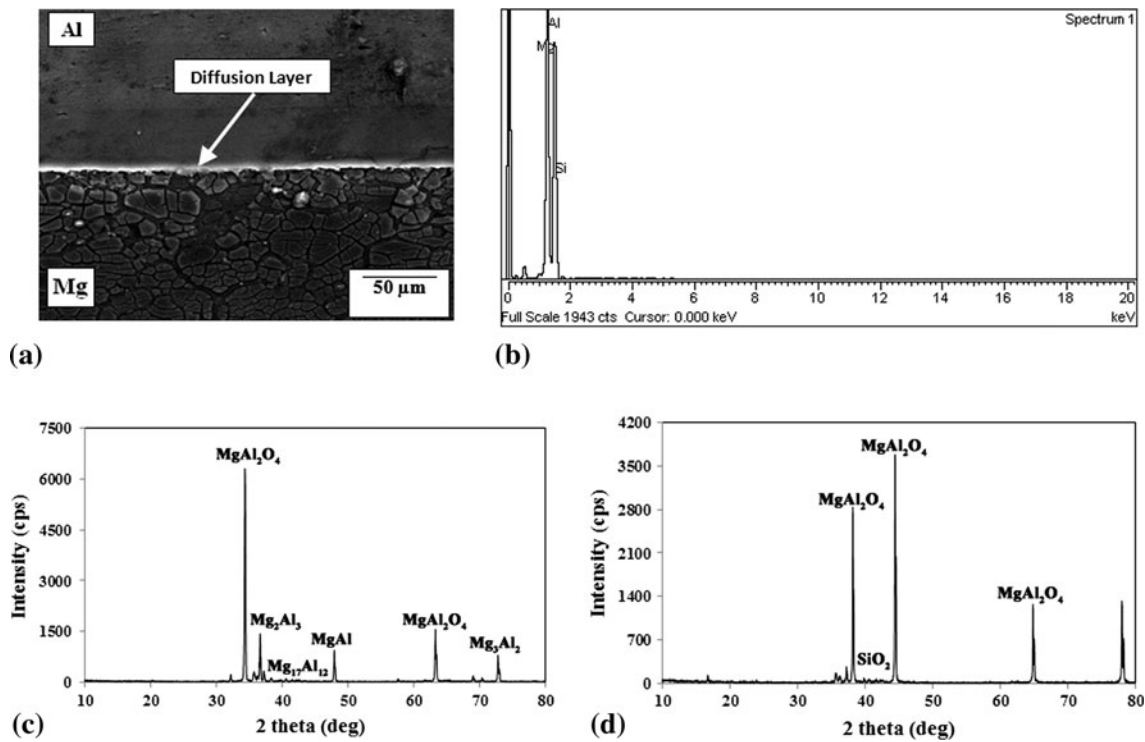 Al
Diffusion Layer
Mg
50 µm
(a)
Spectrum 1
Al
Mg
Si
0 2 4 6 8 10 12 14 16 18 20
Full Scale 1943 cts Cursor: 0.000 keV keV
(b)
7500
6000
4500
3000
1500
0
Intensity (cps)
MgAl₂O₄
Mg₂Al₃
Mg₁₇Al₁₂
MgAl
MgAl₂O₄
Mg₃Al₂
10 20 30 40 50 60 70 80
2 theta (deg)
(c)
4200
3500
2800
2100
1400
700
0
Intensity (cps)
MgAl₂O₄
MgAl₂O₄
SiO₂
MgAl₂O₄
10 20 30 40 50 60 70 80
2 theta (deg)
(d)